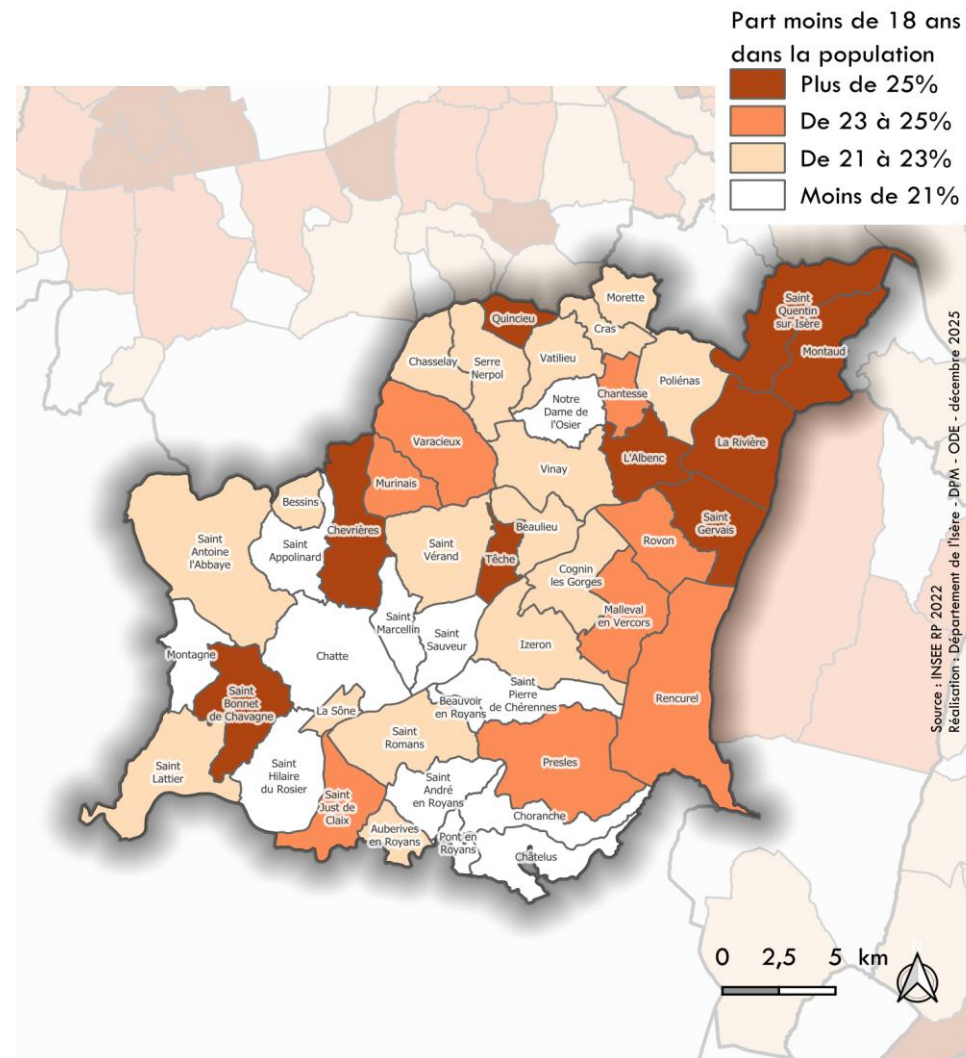 Part moins de 18 ans
dans la population
Plus de 25%
De 23 à 25%
De 21 à 23%
Moins de 21%
Morette
Saint
Quentin
sur Isère
Quincieu
Cras
Montaud
Chasselay
Serre
Nerpol
Vatilieu
Poliénas
Chantesse
Notre
Dame de
l'Osier
Varacieux
La Rivière
L'Albenc
Vinay
Murinais
Bessins
Chevrières
Saint
Gervais
Beaulieu
Rovon
Saint
Antoine
l'Abbaye
Saint
Appolinard
Saint
Vérand
Têche
Cognin
les Gorges
Malleval
en Vercors
Saint
Marcellin
Saint
Sauveur
Izeron
Montagne
Chatte
Saint
Pierre
de Chérennes
Rencurel
Saint
Bonnet
de Chavagne
La Sône
Beauvoir
en Royans
Saint
Romans
Saint
Lattier
Saint
Hilaire
du Rosier
Presles
Saint
André
en Royans
Saint
Just de
Claix
Choranche
Auberives
en Royans
Pont en
Royans
Châtelus
Source : INSEE RP 2022
Réalisation : Département de l'Isère - DPM - ODE - décembre 2025
0 2,5 5 km
N